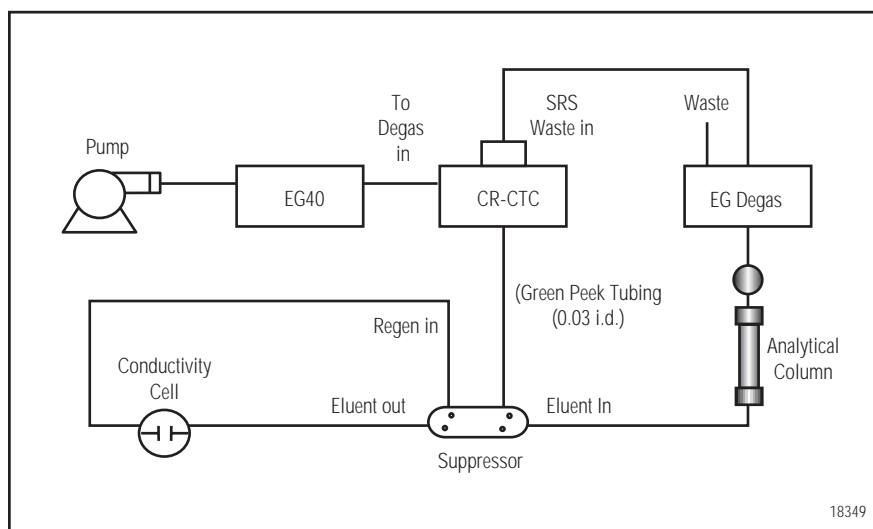 To
Degas
in
SRS
Waste in
Waste
Pump
EG40
CR-CTC
EG Degas
(Green Peek Tubing
(0.03 i.d.)
Regen in
Analytical
Column
Conductivity
Cell
Eluent out
Eluent In
Suppressor
18349